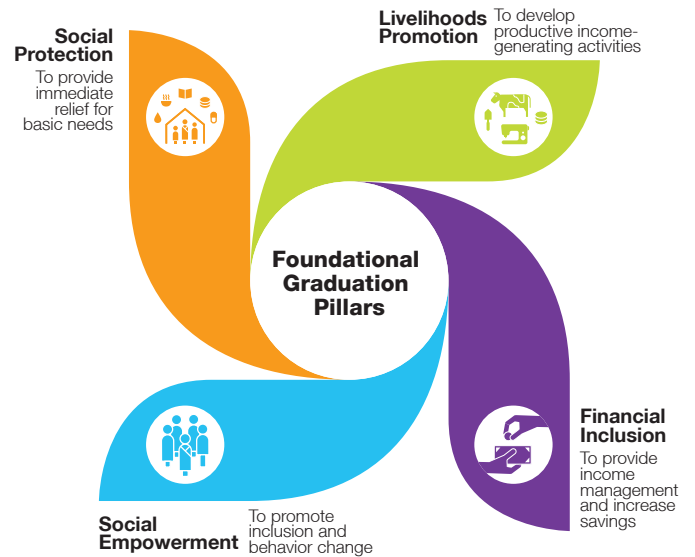 Social
Protection
To provide
immediate
relief for
basic needs
Livelihoods
Promotion
To develop
productive income-
generating activities
Foundational
Graduation
Pillars
Financial
Inclusion
To provide
income
management
and increase
savings
Social
Empowerment
To promote
inclusion and
behavior change